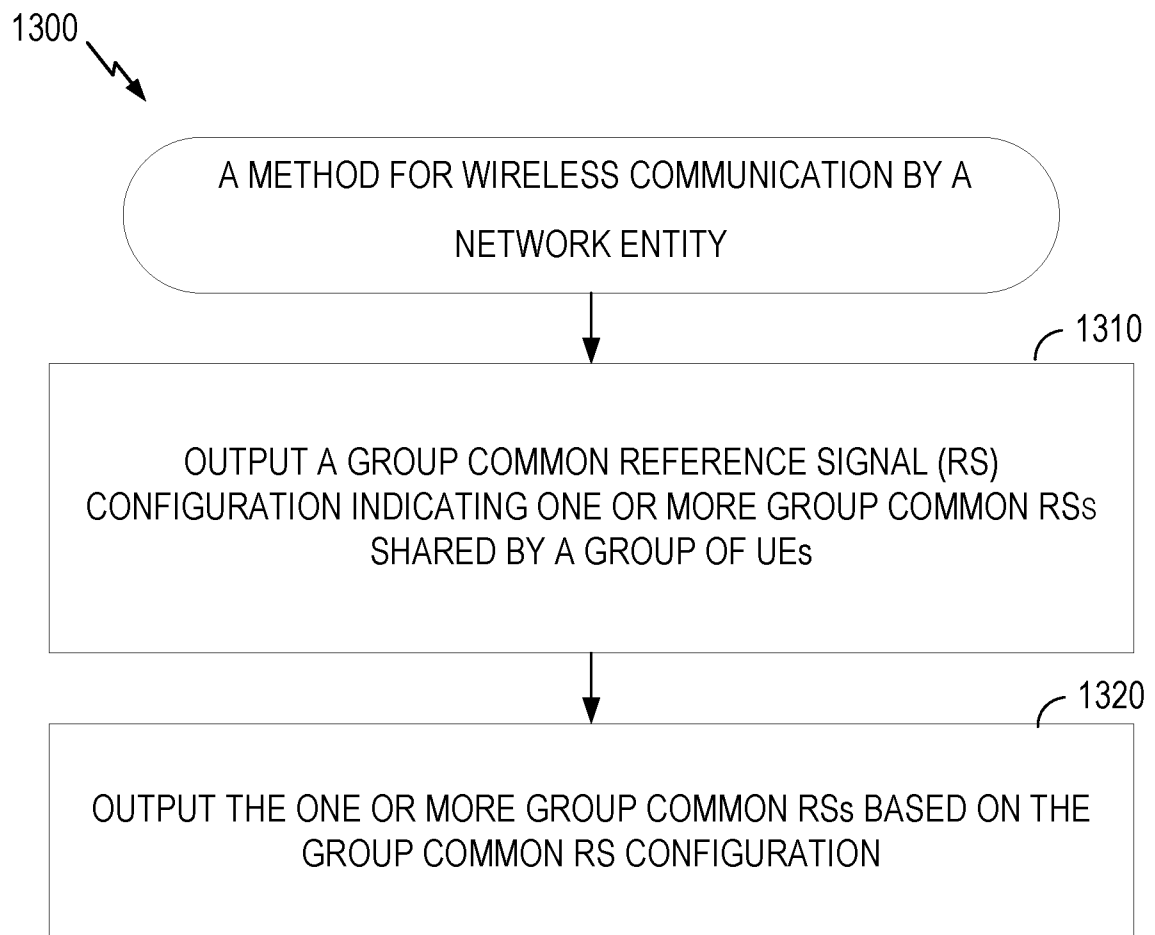 1300
A METHOD FOR WIRELESS COMMUNICATION BY A
NETWORK ENTITY
1310
OUTPUT A GROUP COMMON REFERENCE SIGNAL (RS)
CONFIGURATION INDICATING ONE OR MORE GROUP COMMON RSs
SHARED BY A GROUP OF UEs
1320
OUTPUT THE ONE OR MORE GROUP COMMON RSs BASED ON THE
GROUP COMMON RS CONFIGURATION